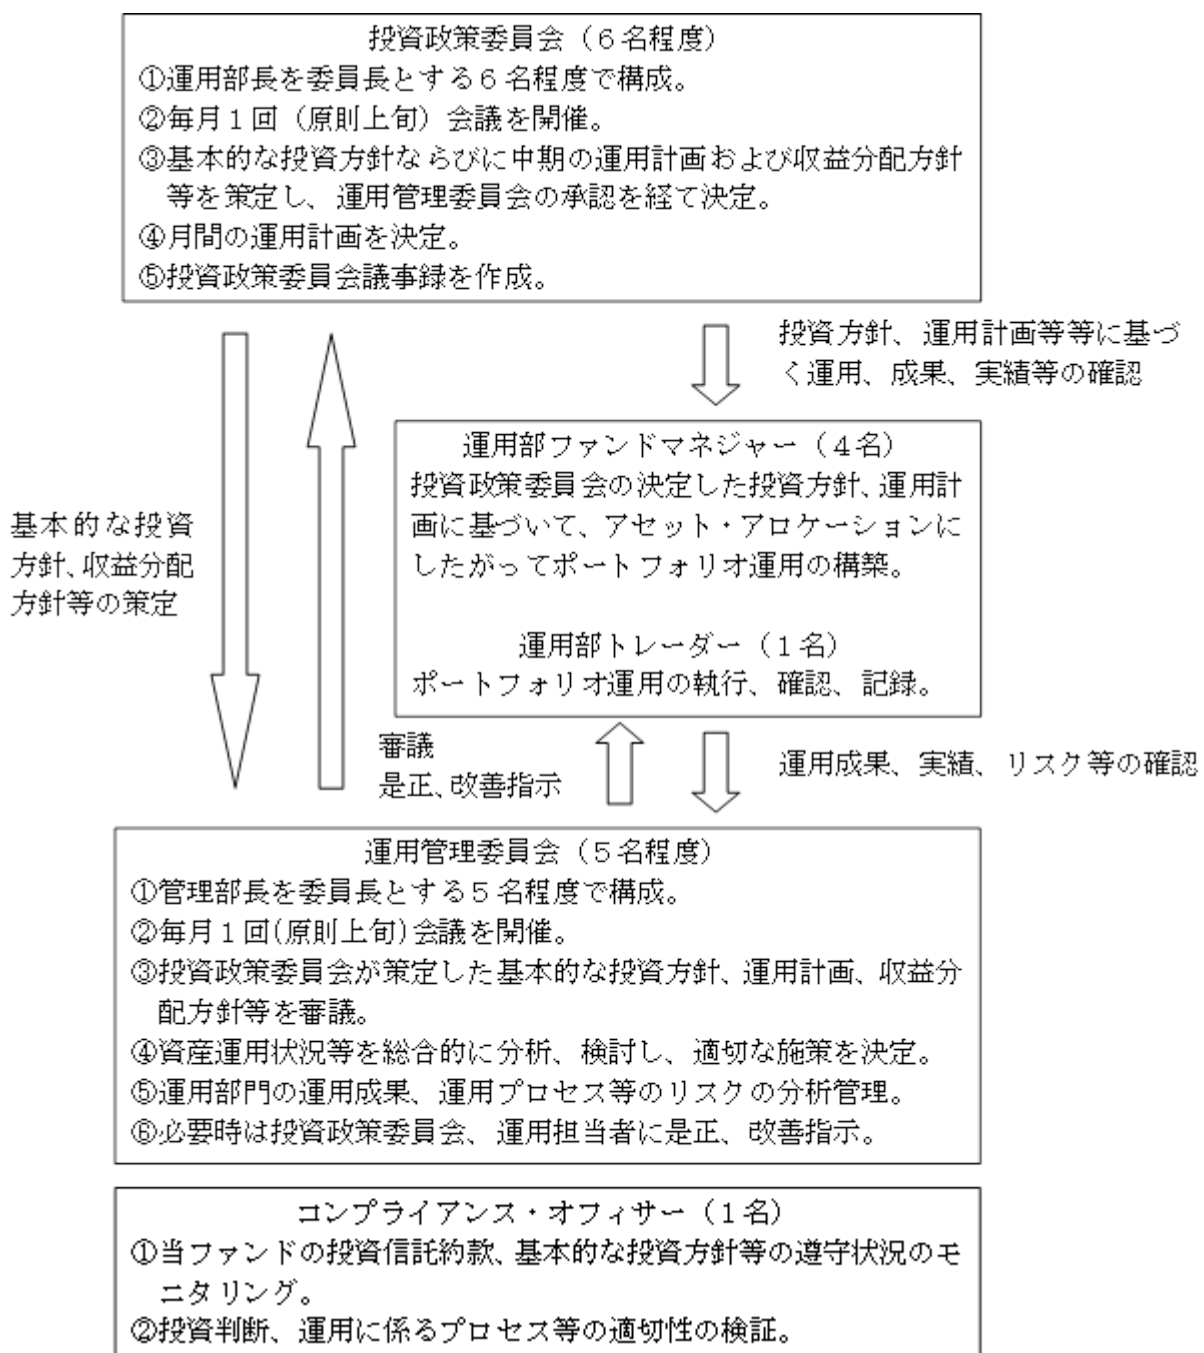 投資政策委員会（６名程度）
①運用部長を委員長とする６名程度で構成。
②毎月１回（原則上旬）会議を開催。
③基本的な投資方針ならびに中期の運用計画および収益分配方針
等を策定し、運用管理委員会の承認を経て決定。
④月間の運用計画を決定。
⑤投資政策委員会議事録を作成。
投資方針、運用計画等等に基づ
く運用、成果、実績等の確認
運用部ファンドマネジャー（４名）
投資政策委員会の決定した投資方針、運用計
画に基づいて、アセット・アロケーションに
したがってポートフォリオ運用の構築。
運用部トレーダー（１名）
ポートフォリオ運用の執行、確認、記録。
基本的な投資
方針、収益分配
方針等の策定
審議
是正、改善指示
運用成果、実績、リスク等の確認
運用管理委員会（５名程度）
①管理部長を委員長とする５名程度で構成。
②毎月１回(原則上旬)会議を開催。
③投資政策委員会が策定した基本的な投資方針、運用計画、収益分
配方針等を審議。
④資産運用状況等を総合的に分析、検討し、適切な施策を決定。
⑤運用部門の運用成果、運用プロセス等のリスクの分析管理。
⑥必要時は投資政策委員会、運用担当者に是正、改善指示。
コンプライアンス・オフィサー（１名）
①当ファンドの投資信託約款、基本的な投資方針等の遵守状況のモ
ニタリング。
②投資判断、運用に係るプロセス等の適切性の検証。